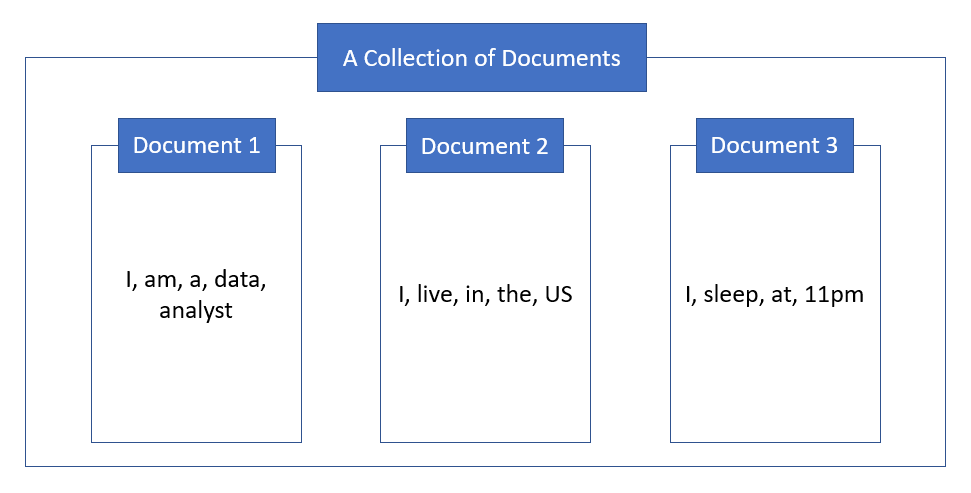 A Collection of Documents
Document 1
I, am, a, data,
analyst
Document 2
I, live, in, the, US
Document 3
I, sleep, at, 11pm